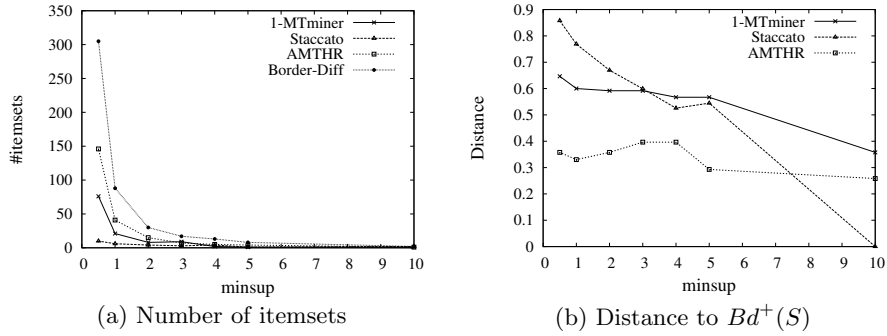 350
300
250
200
150
100
50
0
#itemsets
0 1 2 3 4 5 6 7 8 9 10
minsup
1-MTminer
Staccato
AMTHR
Border-Diff
(a) Number of itemsets
0.9
0.8
0.7
0.6
0.5
0.4
0.3
0.2
0.1
0
Distance
0 1 2 3 4 5 6 7 8 9 10
minsup
1-MTminer
Staccato
AMTHR
(b) Distance to Bd⁺(S)